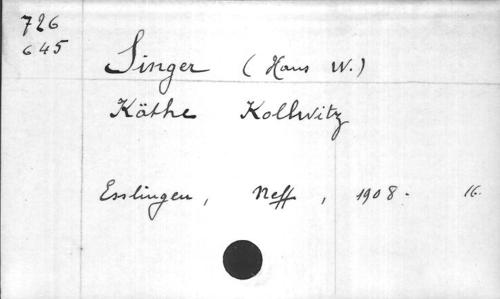 726
645
Singer (Hans W.)
Käthe Kollwitz
Esslingen, Neff, 1908. 16.